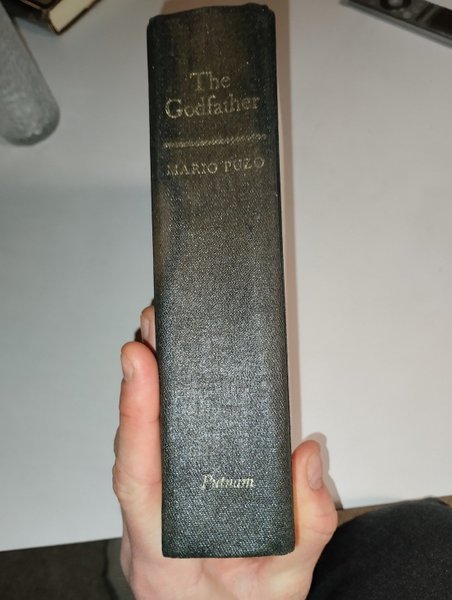 The
Godfather
MARIO PUZO
Putnam